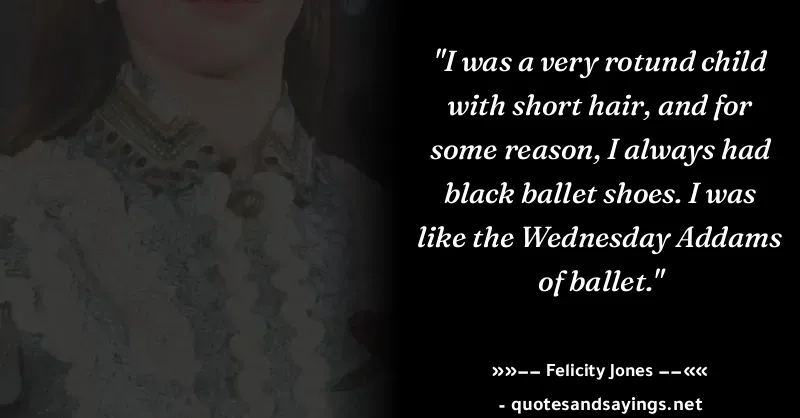 "I was a very rotund child
with short hair, and for
some reason, I always had
black ballet shoes. I was
like the Wednesday Addams
of ballet."
»»–– Felicity Jones ––««
- quotesandsayings.net